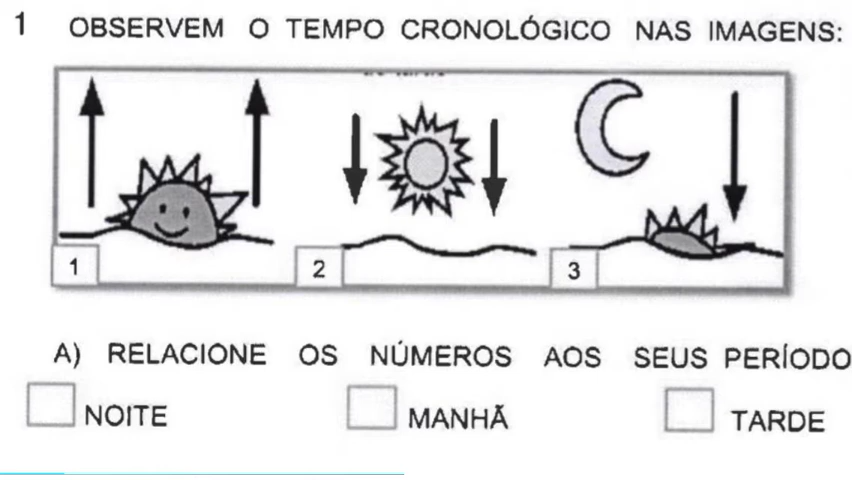 1 OBSERVEM O TEMPO CRONOLÓGICO NAS IMAGENS:
1 2 3
A) RELACIONE OS NÚMEROS AOS SEUS PERÍODO
NOITE MANHÃ TARDE